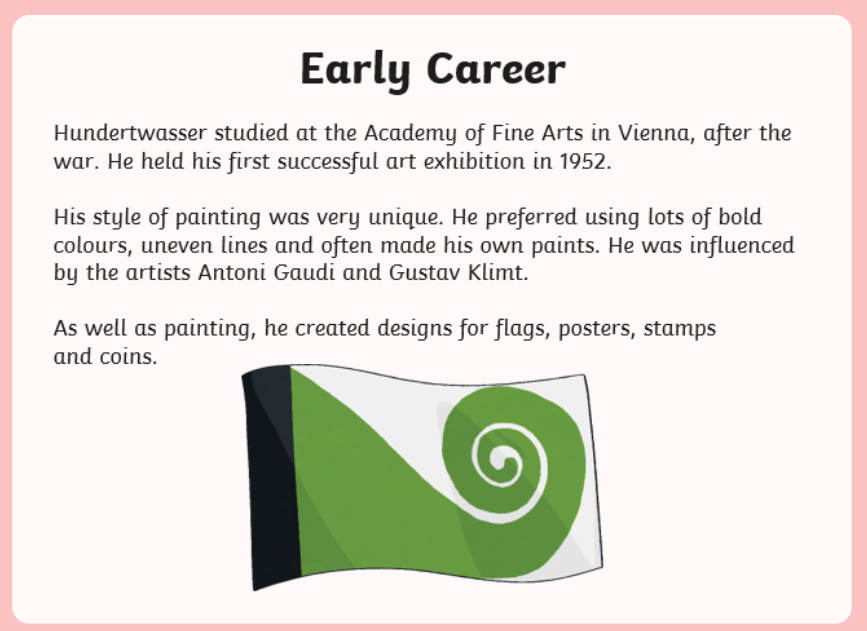 Early Career
Hundertwasser studied at the Academy of Fine Arts in Vienna, after the
war. He held his first successful art exhibition in 1952.
His style of painting was very unique. He preferred using lots of bold
colours, uneven lines and often made his own paints. He was influenced
by the artists Antoni Gaudi and Gustav Klimt.
As well as painting, he created designs for flags, posters, stamps
and coins.